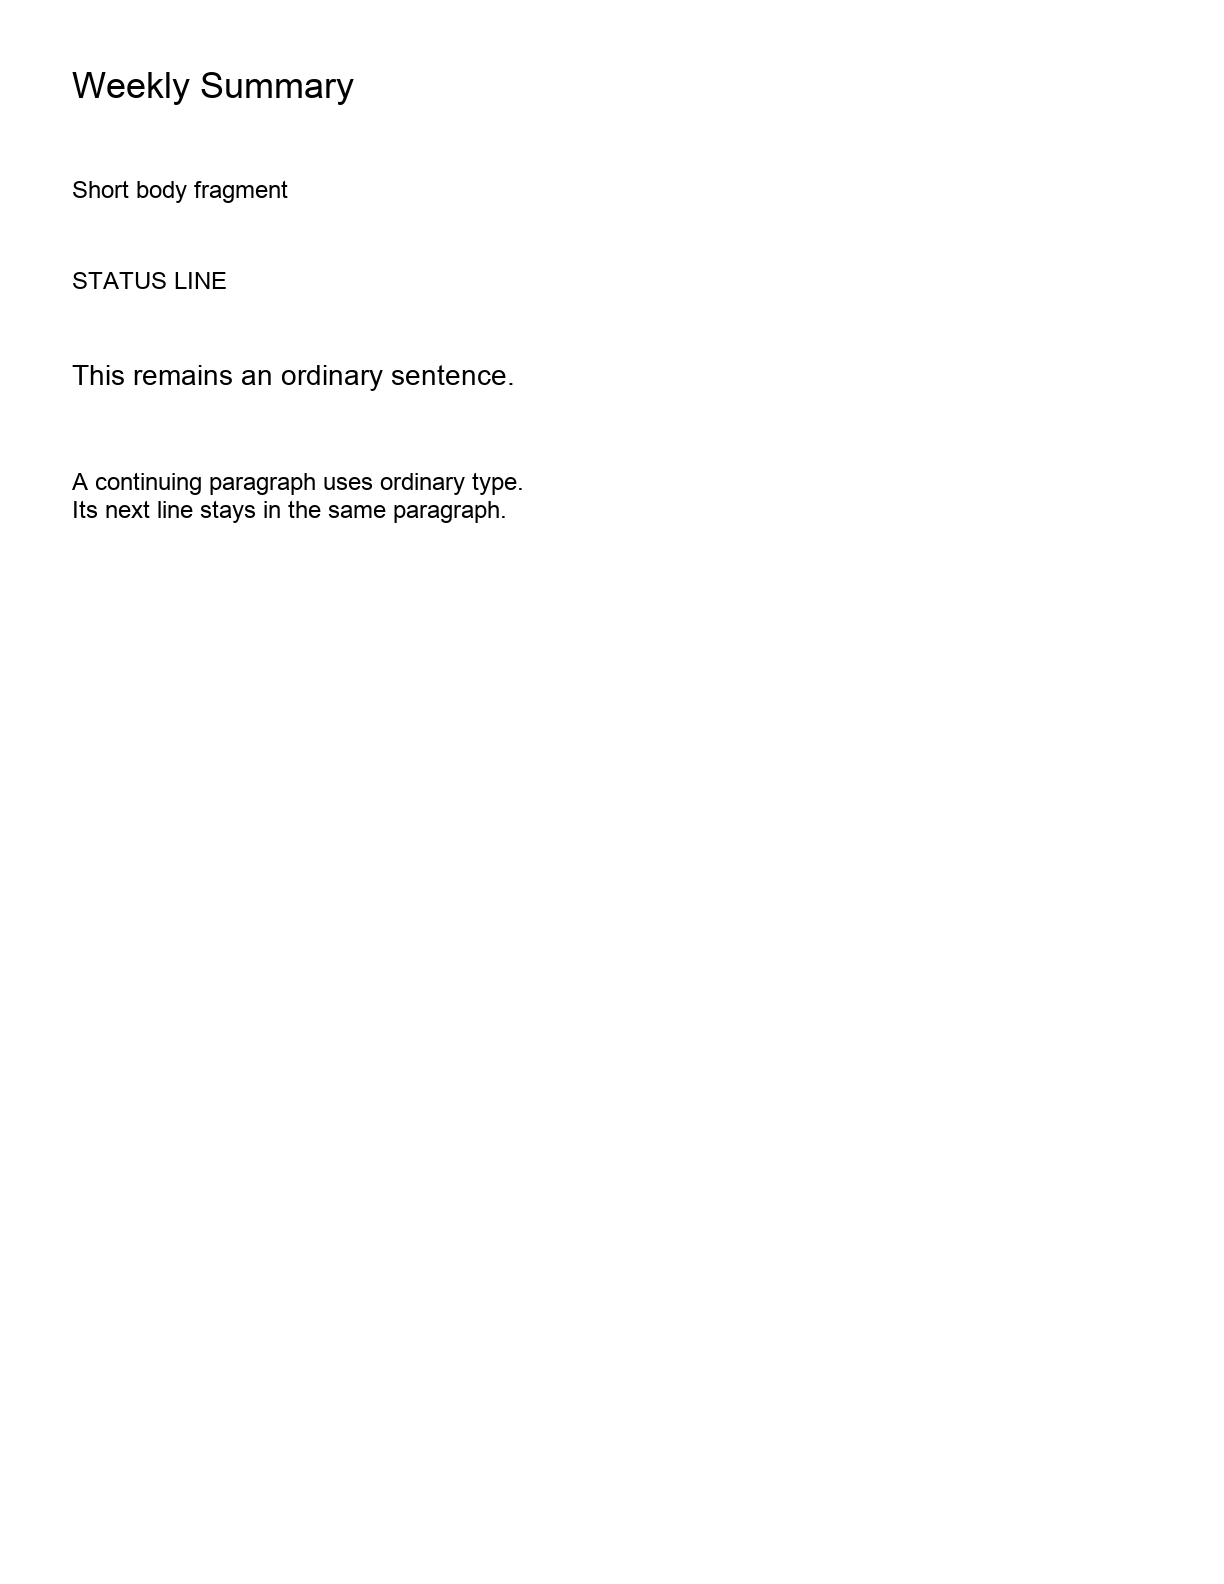 Weekly Summary
Short body fragment
STATUS LINE
This remains an ordinary sentence.
A continuing paragraph uses ordinary type.
Its next line stays in the same paragraph.